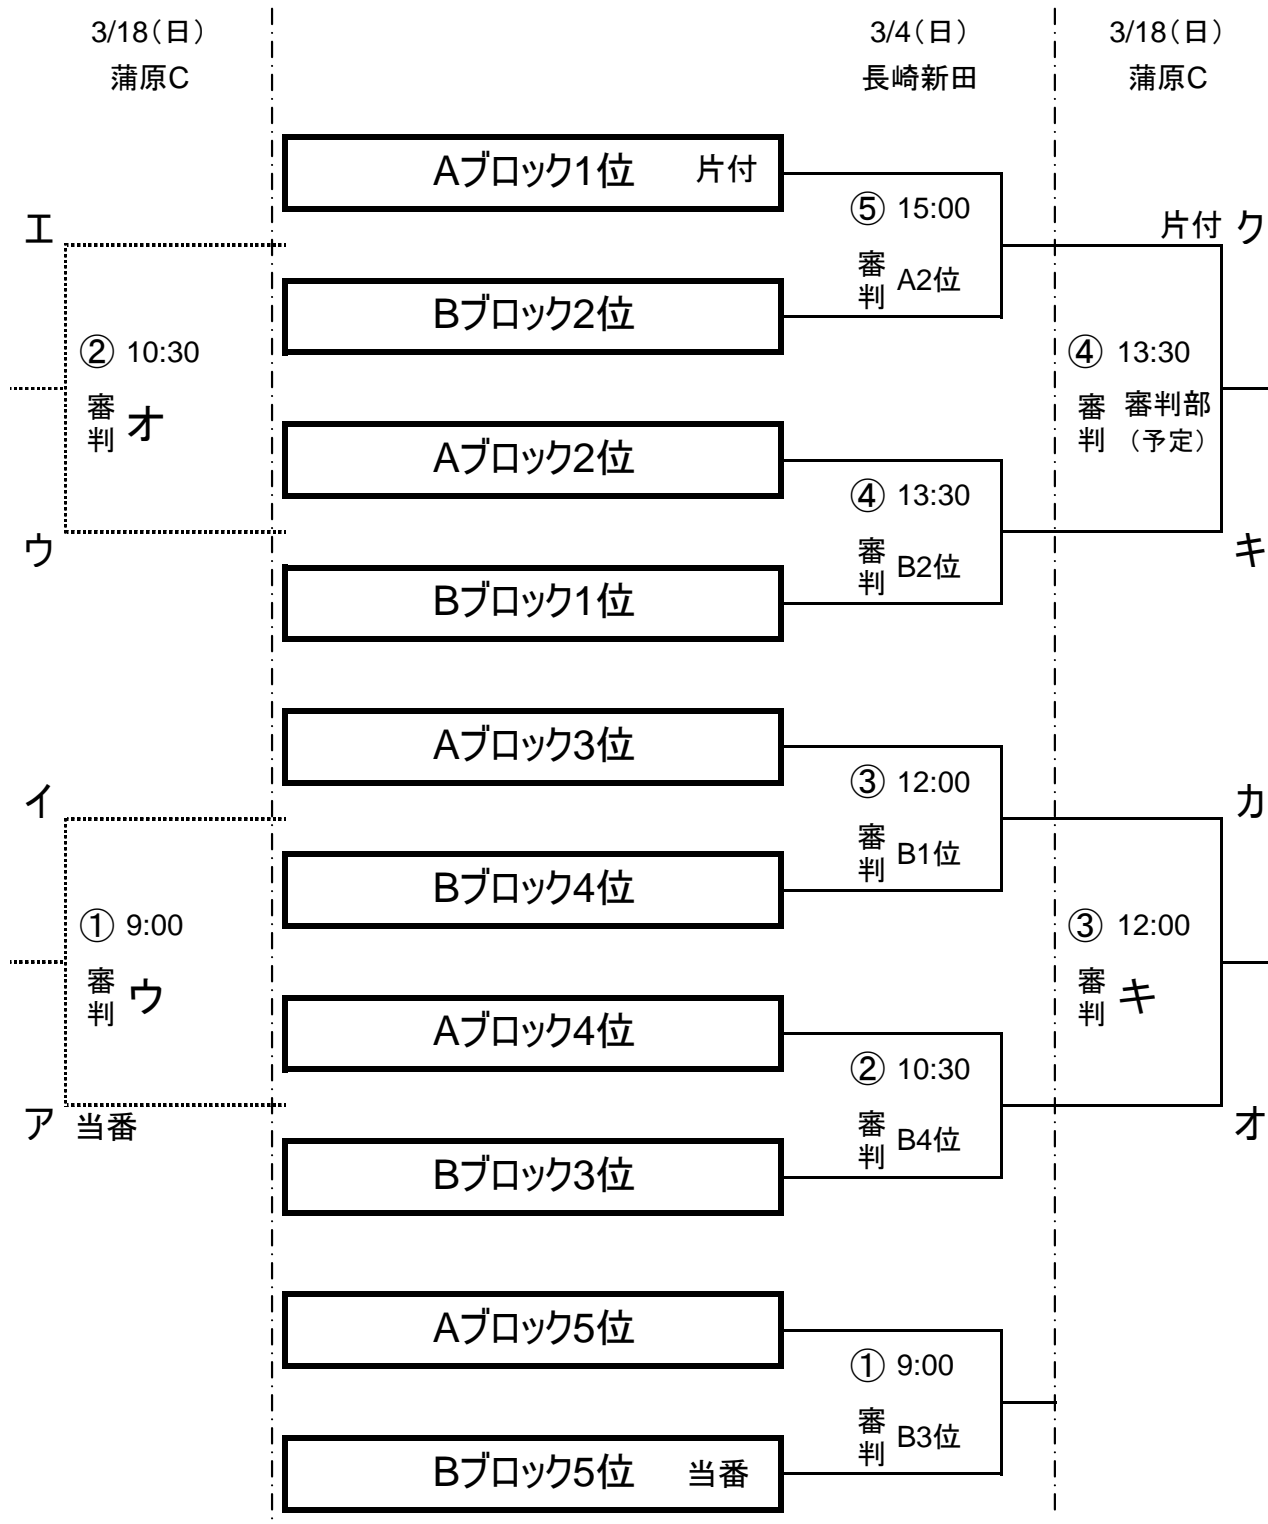 3/18(日)
3/4(日)
3/18(日)
蒲原C
長崎新田
蒲原C
Aブロック1位 片付
⑤ 15:00
エ
片付 ク
審判 A2位
Bブロック2位
② 10:30
④ 13:30
審判 オ
審判 審判部
(予定)
Aブロック2位
④ 13:30
ウ
キ
審判 B2位
Bブロック1位
Aブロック3位
③ 12:00
イ
カ
審判 B1位
Bブロック4位
① 9:00
③ 12:00
審判 ウ
審判 キ
Aブロック4位
② 10:30
ア 当番
オ
審判 B4位
Bブロック3位
Aブロック5位
① 9:00
審判 B3位
Bブロック5位 当番